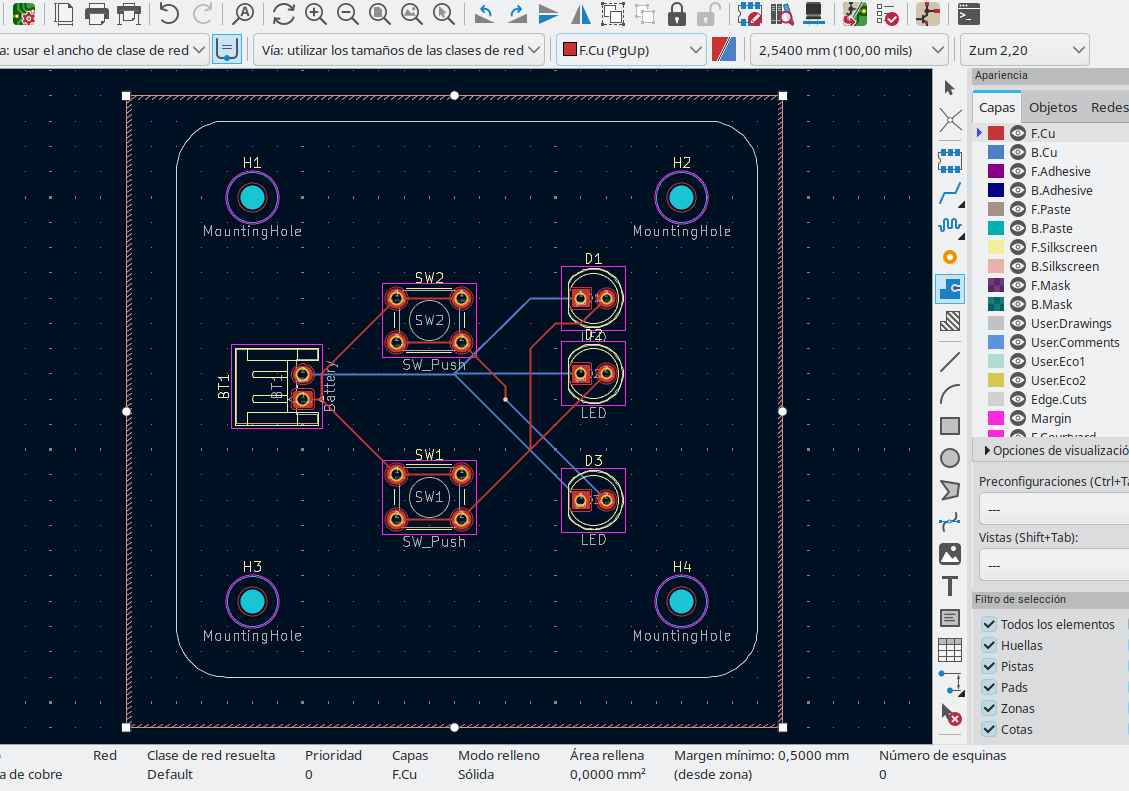 a: usar el ancho de clase de red
Vía: utilizar los tamaños de las clases de red
F.Cu (PgUp)
2,5400 mm (100,00 mils)
Zum 2,20
Apariencia
Capas Objetos Redes
F.Cu
B.Cu
F.Adhesive
B.Adhesive
F.Paste
B.Paste
F.Silkscreen
B.Silkscreen
F.Mask
B.Mask
User.Drawings
User.Comments
User.Eco1
User.Eco2
Edge.Cuts
Margin
F.Courtyard
Opciones de visualizació
Preconfiguraciones (Ctrl+T
---
Vistas (Shift+Tab):
---
Filtro de selección
Todos los elementos
Huellas
Pistas
Pads
Zonas
Cotas
H1
MountingHole
H2
MountingHole
D1
SW2
SW2
SW_Push
D2
LED
BT1
BT1
Battery
SW1
SW1
SW_Push
D3
LED
H3
MountingHole
H4
MountingHole
Red Clase de red resuelta Prioridad Capas Modo relleno Área rellena Margen mínimo: 0,5000 mm Número de esquinas
a de cobre Default 0 F.Cu Sólida 0,0000 mm² (desde zona) 0